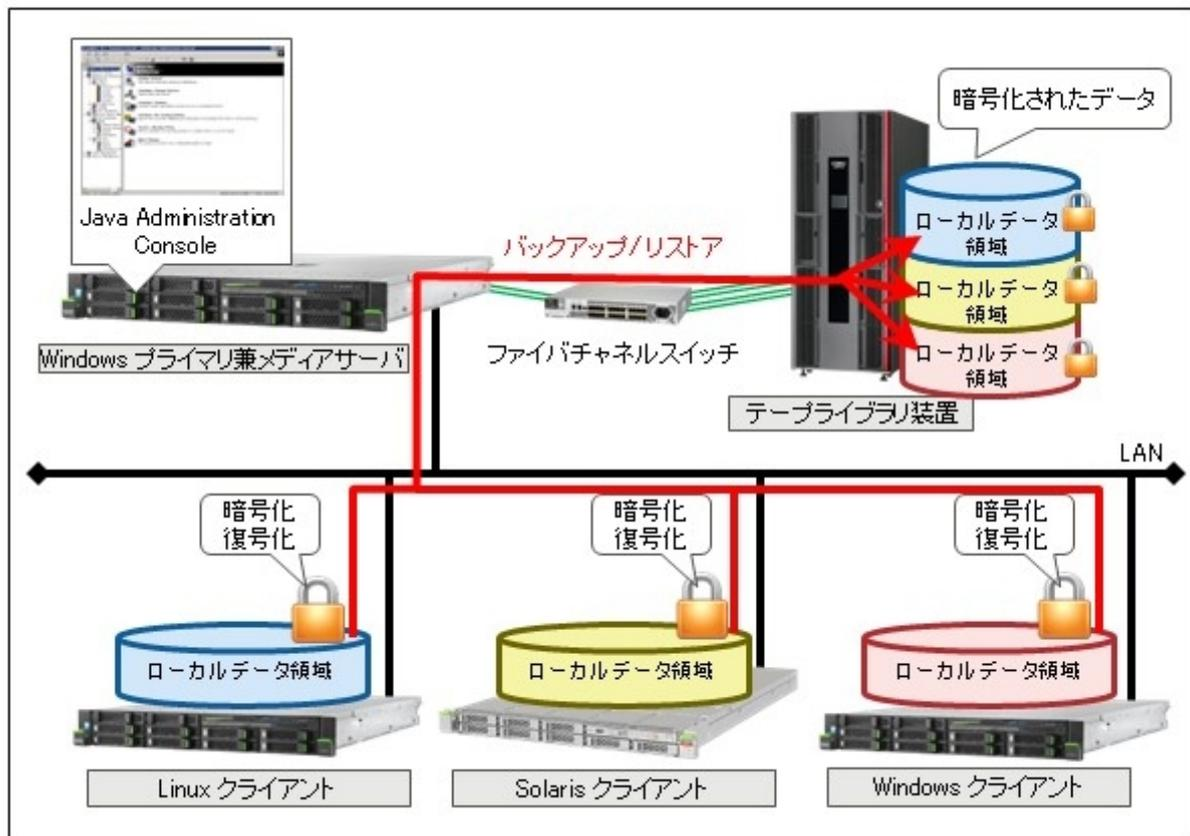 暗号化されたデータ
Java Administration
Console
バックアップ/リストア
ローカルデータ
領域
ローカルデータ
領域
ローカルデータ
領域
Windows プライマリ兼メディアサーバ
ファイバチャネルスイッチ
テープライブラリ装置
LAN
暗号化
復号化
暗号化
復号化
暗号化
復号化
ローカルデータ領域
ローカルデータ領域
ローカルデータ領域
Linux クライアント
Solaris クライアント
Windows クライアント